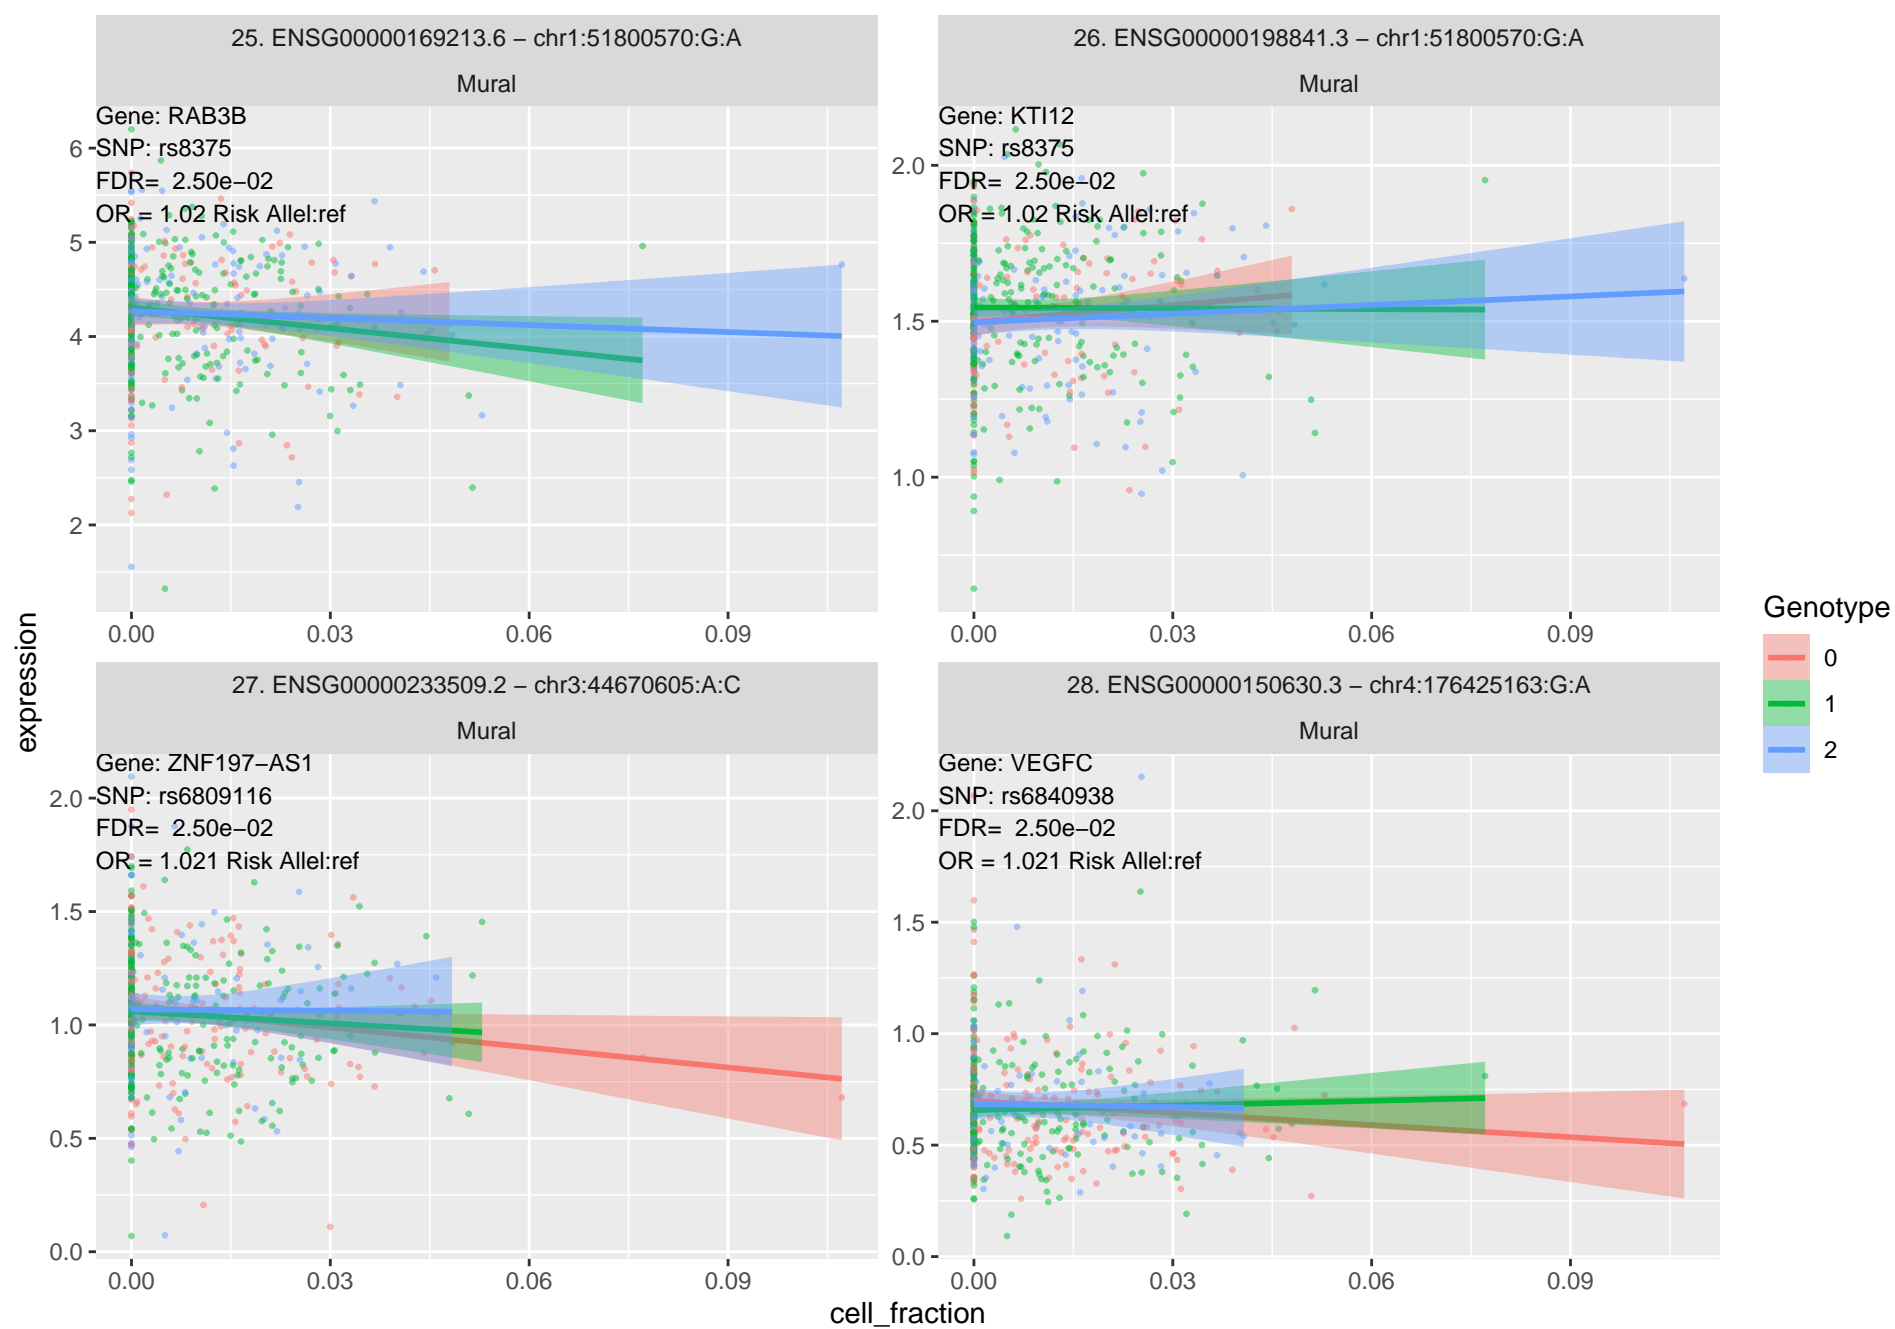 25. ENSG00000169213.6 – chr1:51800570:G:A
Mural
Gene: RAB3B
SNP: rs8375
FDR= 2.50e−02
OR = 1.02 Risk Allel:ref
6
5
4
3
2
0.00 0.03 0.06 0.09
26. ENSG00000198841.3 – chr1:51800570:G:A
Mural
Gene: KTI12
SNP: rs8375
FDR= 2.50e−02
OR = 1.02 Risk Allel:ref
2.0
1.5
1.0
0.00 0.03 0.06 0.09
27. ENSG00000233509.2 – chr3:44670605:A:C
Mural
Gene: ZNF197−AS1
SNP: rs6809116
FDR= 2.50e−02
OR = 1.021 Risk Allel:ref
2.0
1.5
1.0
0.5
0.0
0.00 0.03 0.06 0.09
28. ENSG00000150630.3 – chr4:176425163:G:A
Mural
Gene: VEGFC
SNP: rs6840938
FDR= 2.50e−02
OR = 1.021 Risk Allel:ref
2.0
1.5
1.0
0.5
0.0
0.00 0.03 0.06 0.09
expression
cell_fraction
Genotype
0
1
2